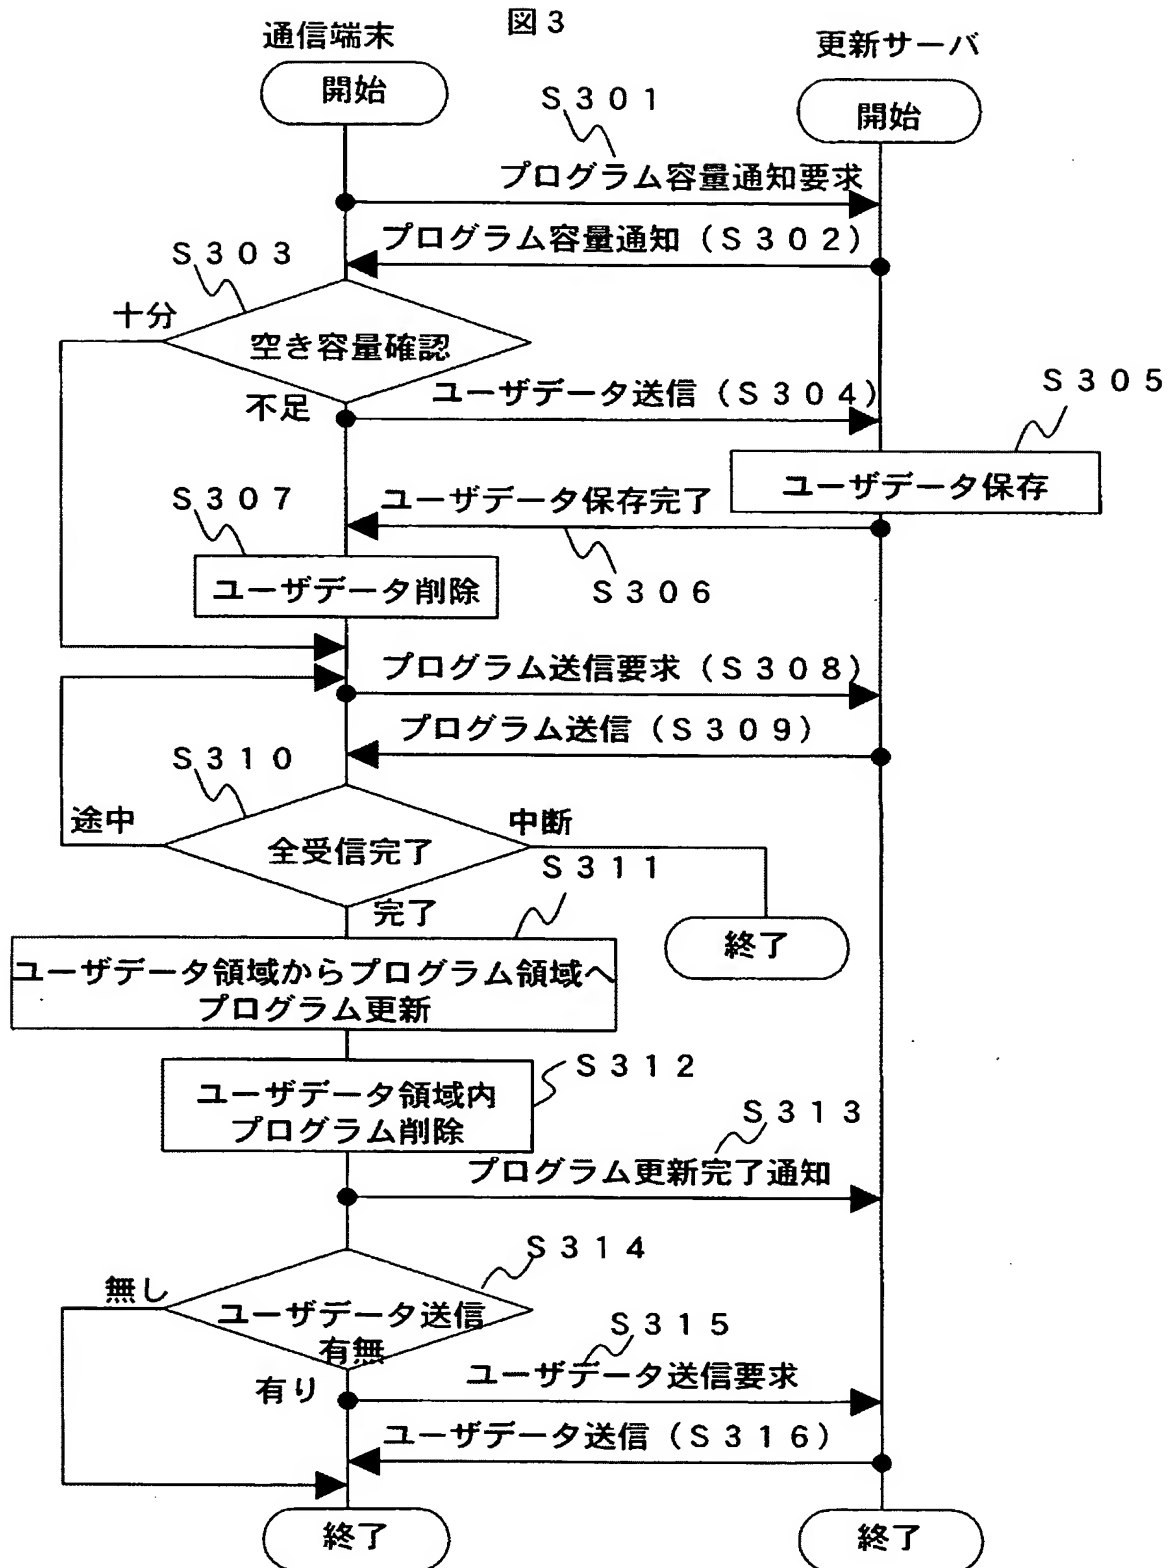 図3
通信端末
更新サーバ
開始
開始
S301
プログラム容量通知要求
プログラム容量通知(S302)
S303
十分
空き容量確認
不足
ユーザデータ送信(S304)
S305
ユーザデータ保存
S307
ユーザデータ保存完了
S306
ユーザデータ削除
プログラム送信要求(S308)
プログラム送信(S309)
S310
途中
全受信完了
中断
S311
完了
終了
ユーザデータ領域からプログラム領域へ
プログラム更新
S312
ユーザデータ領域内
プログラム削除
S313
プログラム更新完了通知
S314
無し
ユーザデータ送信
有無
S315
有り
ユーザデータ送信要求
ユーザデータ送信(S316)
終了
終了